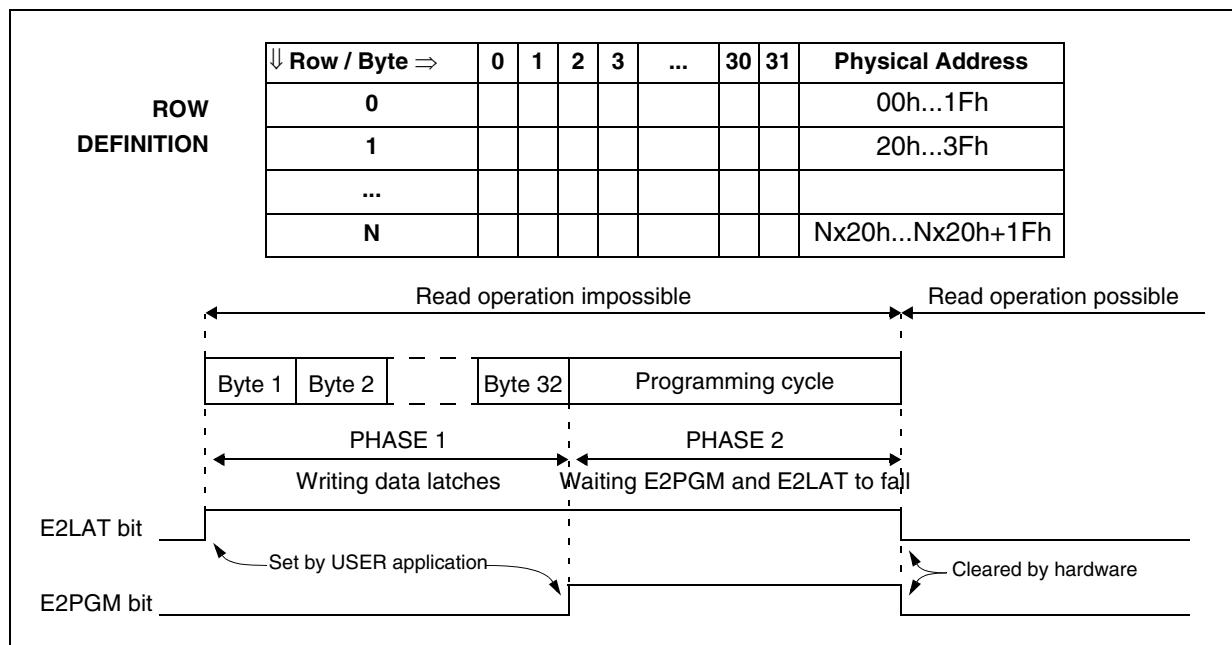 ⇓ Row / Byte ⇒ 0 1 2 3 ... 30 31 Physical Address
ROW DEFINITION
0 00h...1Fh
1 20h...3Fh
...
N Nx20h...Nx20h+1Fh
Read operation impossible Read operation possible
Byte 1 Byte 2 Byte 32 Programming cycle
PHASE 1 PHASE 2
Writing data latches Waiting E2PGM and E2LAT to fall
E2LAT bit
Set by USER application Cleared by hardware
E2PGM bit